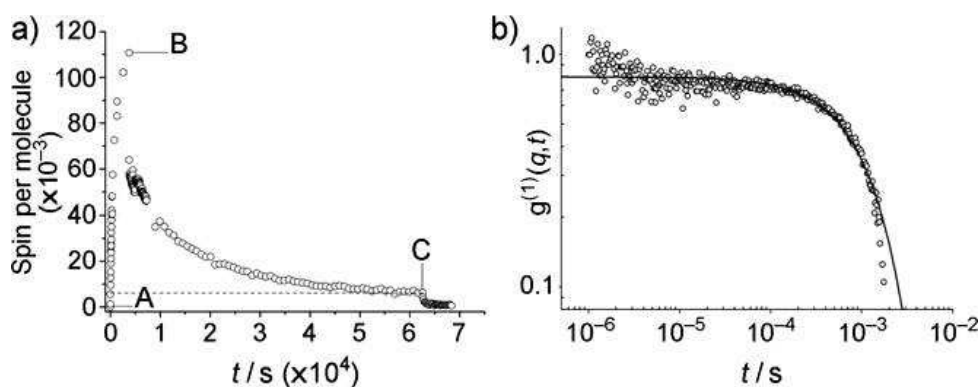 a)
120
100
80
60
40
20
0
Spin per molecule
(x10⁻³)
B
C
A
0 1 2 3 4 5 6 7
t / s (x10⁴)
b)
1.0
0.1
g⁽¹⁾(q,t)
10⁻⁶ 10⁻⁵ 10⁻⁴ 10⁻³ 10⁻²
t / s